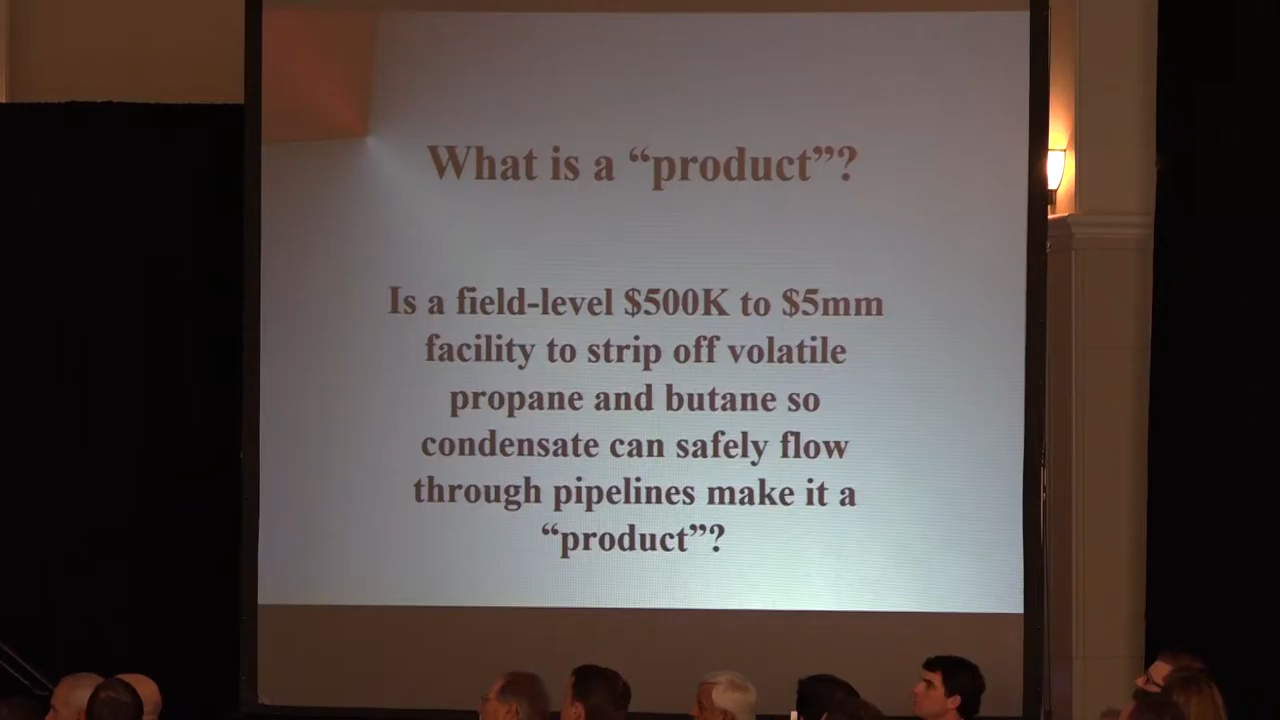 What is a “product”?
Is a field-level $500K to $5mm
facility to strip off volatile
propane and butane so
condensate can safely flow
through pipelines make it a
“product”?